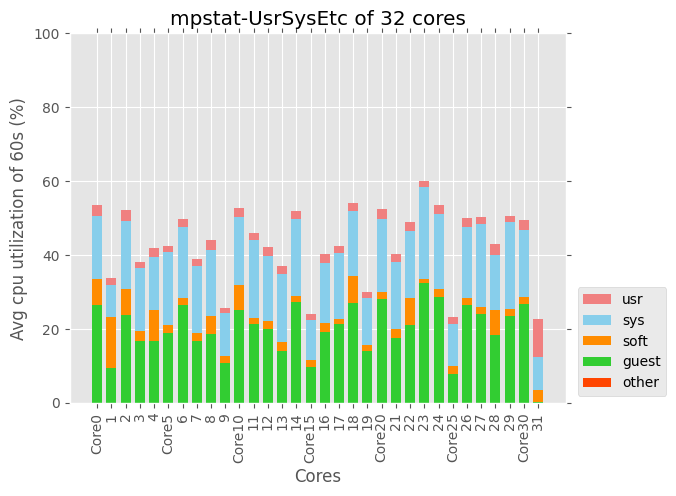 mpstat-UsrSysEtc of 32 cores
Avg cpu utilization of 60s (%)
100
80
60
40
20
0
Core0
1
2
3
4
Core5
6
7
8
9
Core10
11
12
13
14
Core15
16
17
18
19
Core20
21
22
23
24
Core25
26
27
28
29
Core30
31
Cores
usr
sys
soft
guest
other